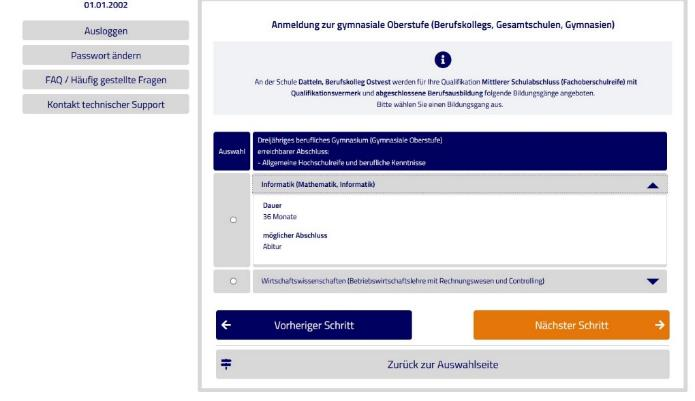 01.01.2002
Ausloggen
Passwort ändern
FAQ / Häufig gestellte Fragen
Kontakt technischer Support
Anmeldung zur gymnasiale Oberstufe (Berufskollegs, Gesamtschulen, Gymnasien)
An der Schule Datteln, Berufskolleg Ostvest werden für Ihre Qualifikation Mittlerer Schulabschluss (Fachoberschulreife) mit
Qualifikationsvermerk und abgeschlossene Berufsausbildung folgende Bildungsgänge angeboten.
Bitte wählen Sie einen Bildungsgang aus.
Auswahl
Dreijähriges berufliches Gymnasium (Gymnasiale Oberstufe)
erreichbarer Abschluss:
- Allgemeine Hochschulreife und berufliche Kenntnisse
Informatik (Mathematik, Informatik)
Dauer
36 Monate
möglicher Abschluss
Abitur
Wirtschaftswissenschaften (Betriebswirtschaftslehre mit Rechnungswesen und Controlling)
Vorheriger Schritt
Nächster Schritt
Zurück zur Auswahlseite